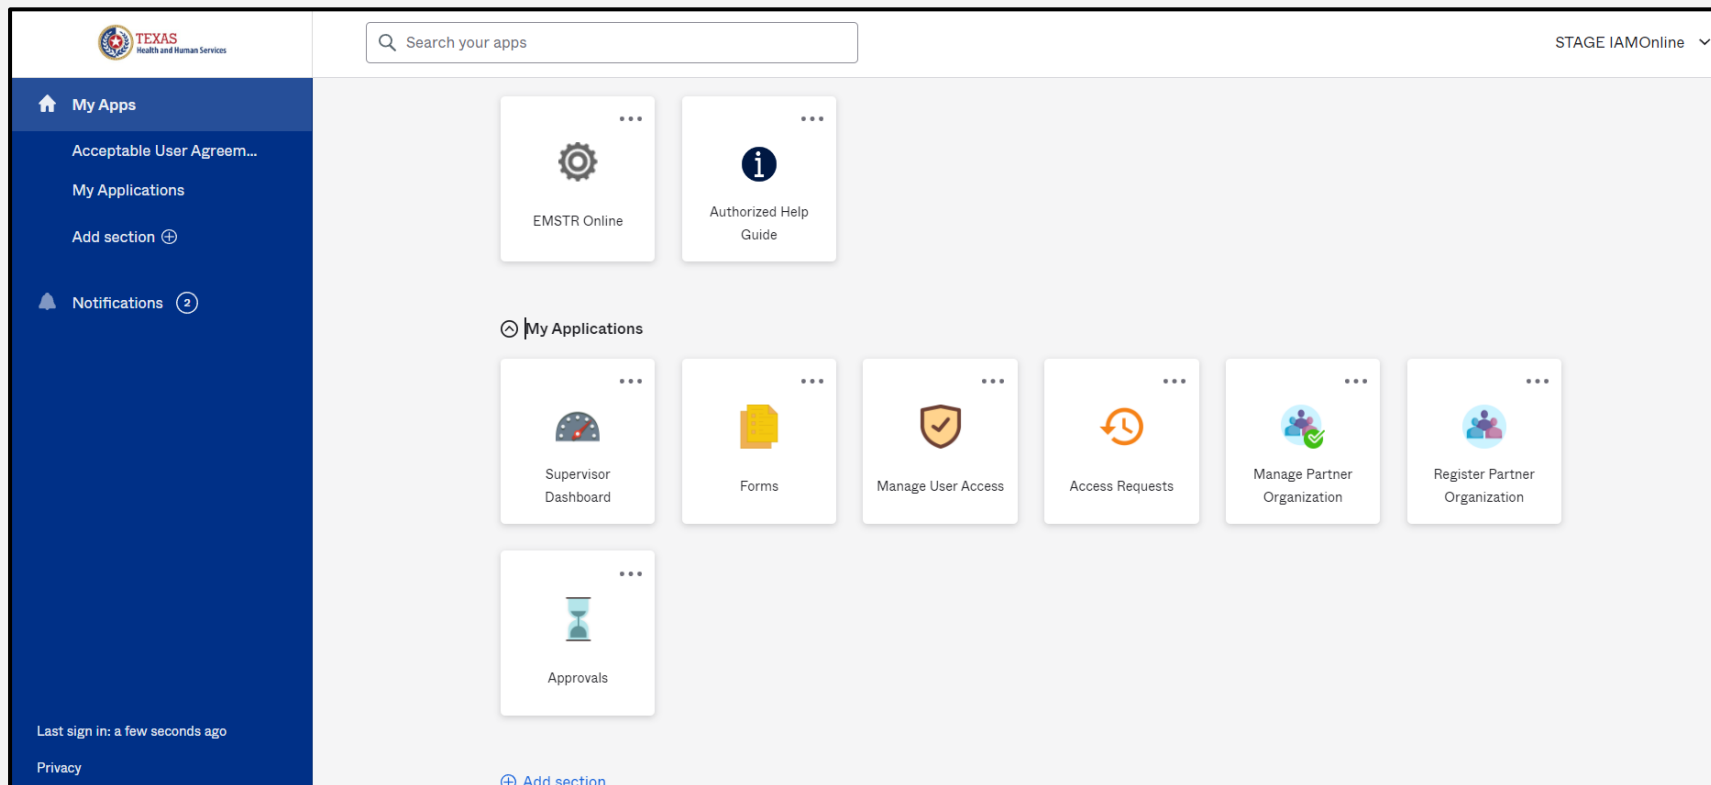 TEXAS
Health and Human Services
Search your apps
STAGE IAMOnline
My Apps
Acceptable User Agreem...
My Applications
Add section
Notifications 2
EMSTR Online
Authorized Help
Guide
My Applications
Supervisor
Dashboard
Forms
Manage User Access
Access Requests
Manage Partner
Organization
Register Partner
Organization
Approvals
Last sign in: a few seconds ago
Privacy
Add section